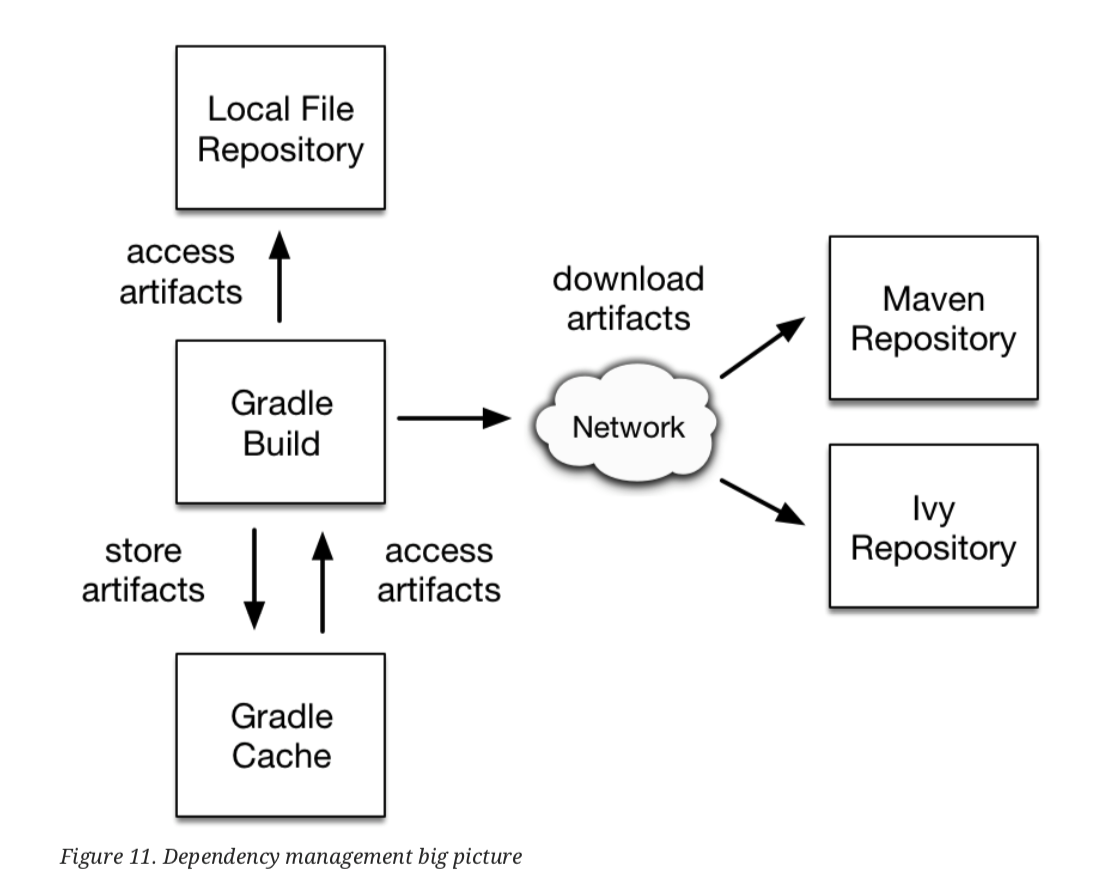 Local File
Repository
access
artifacts
download
artifacts
Maven
Repository
Gradle
Build
Network
Ivy
Repository
store
artifacts
access
artifacts
Gradle
Cache
Figure 11. Dependency management big picture